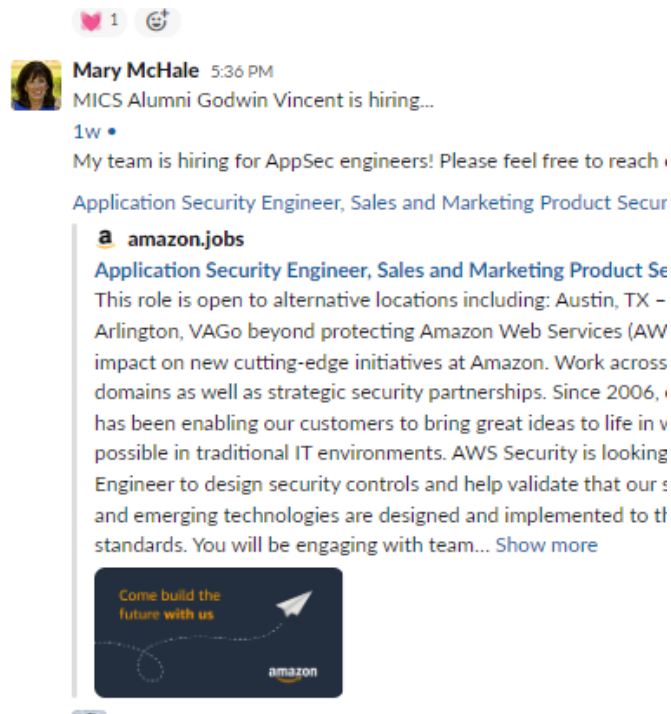 1
Mary McHale 5:36 PM
MICS Alumni Godwin Vincent is hiring...
1w •
My team is hiring for AppSec engineers! Please feel free to reach
Application Security Engineer, Sales and Marketing Product Secur
a amazon.jobs
Application Security Engineer, Sales and Marketing Product Se
This role is open to alternative locations including: Austin, TX –
Arlington, VAGo beyond protecting Amazon Web Services (AW
impact on new cutting-edge initiatives at Amazon. Work across
domains as well as strategic security partnerships. Since 2006,
has been enabling our customers to bring great ideas to life in
possible in traditional IT environments. AWS Security is looking
Engineer to design security controls and help validate that our s
and emerging technologies are designed and implemented to th
standards. You will be engaging with team... Show more
Come build the
future with us
amazon